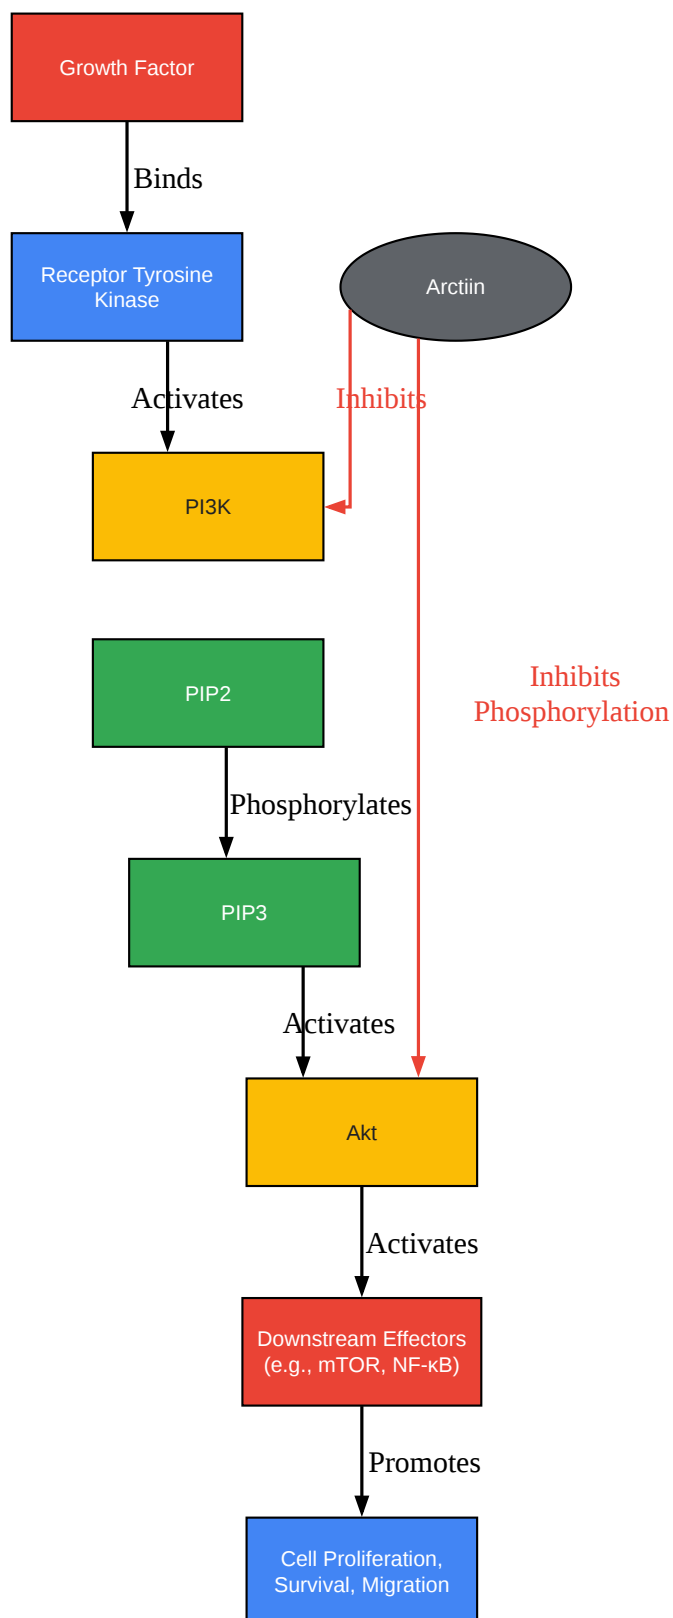 Growth Factor
Binds
Receptor Tyrosine
Kinase
Arctiin
Activates
Inhibits
PI3K
Inhibits
Phosphorylation
PIP2
Phosphorylates
PIP3
Activates
Akt
Activates
Downstream Effectors
(e.g., mTOR, NF-κB)
Promotes
Cell Proliferation,
Survival, Migration